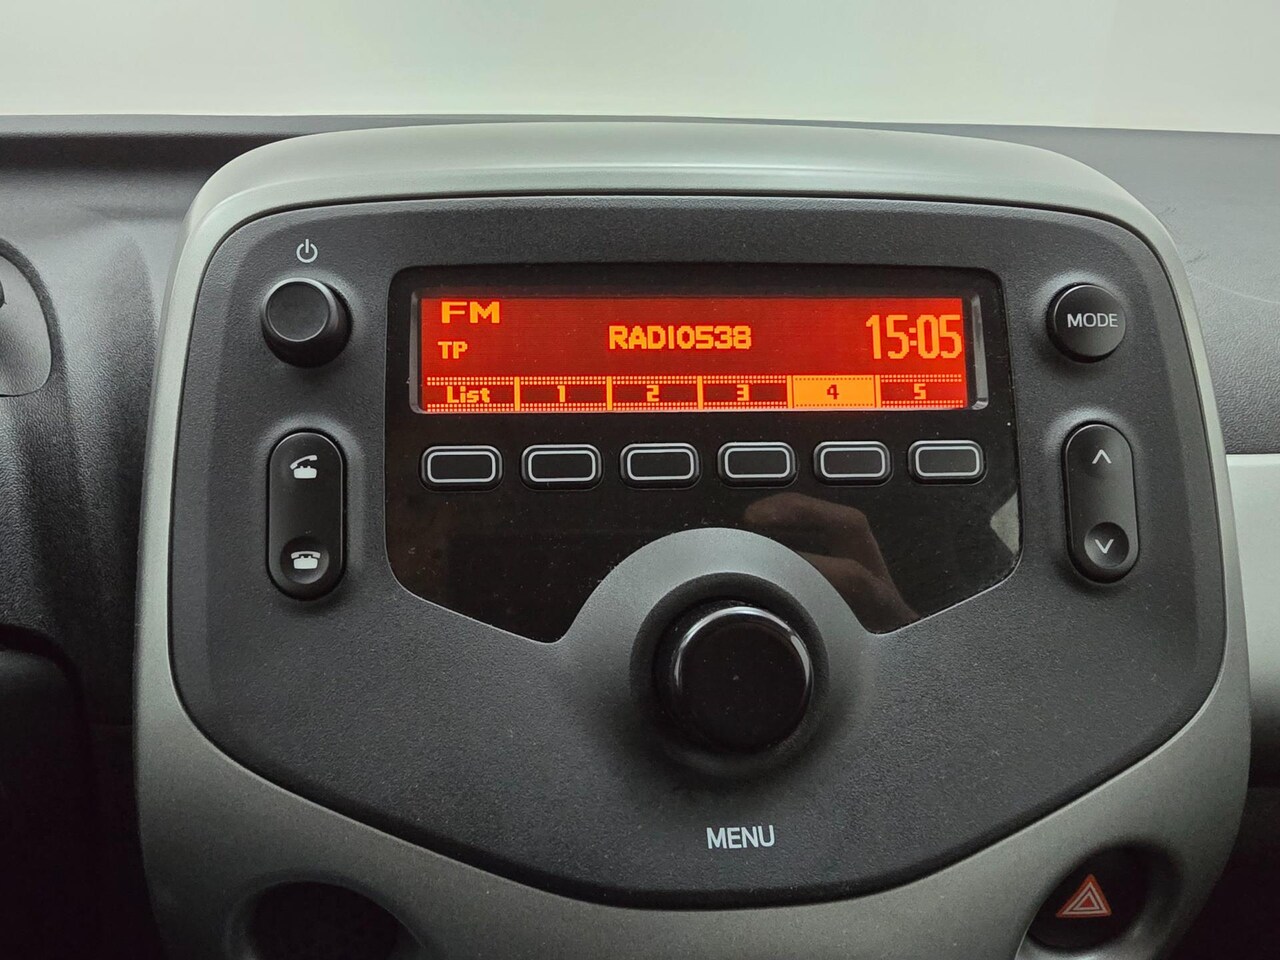 FM
TP
RADIO538
15:05
List 1 2 3 4 5
MODE
MENU